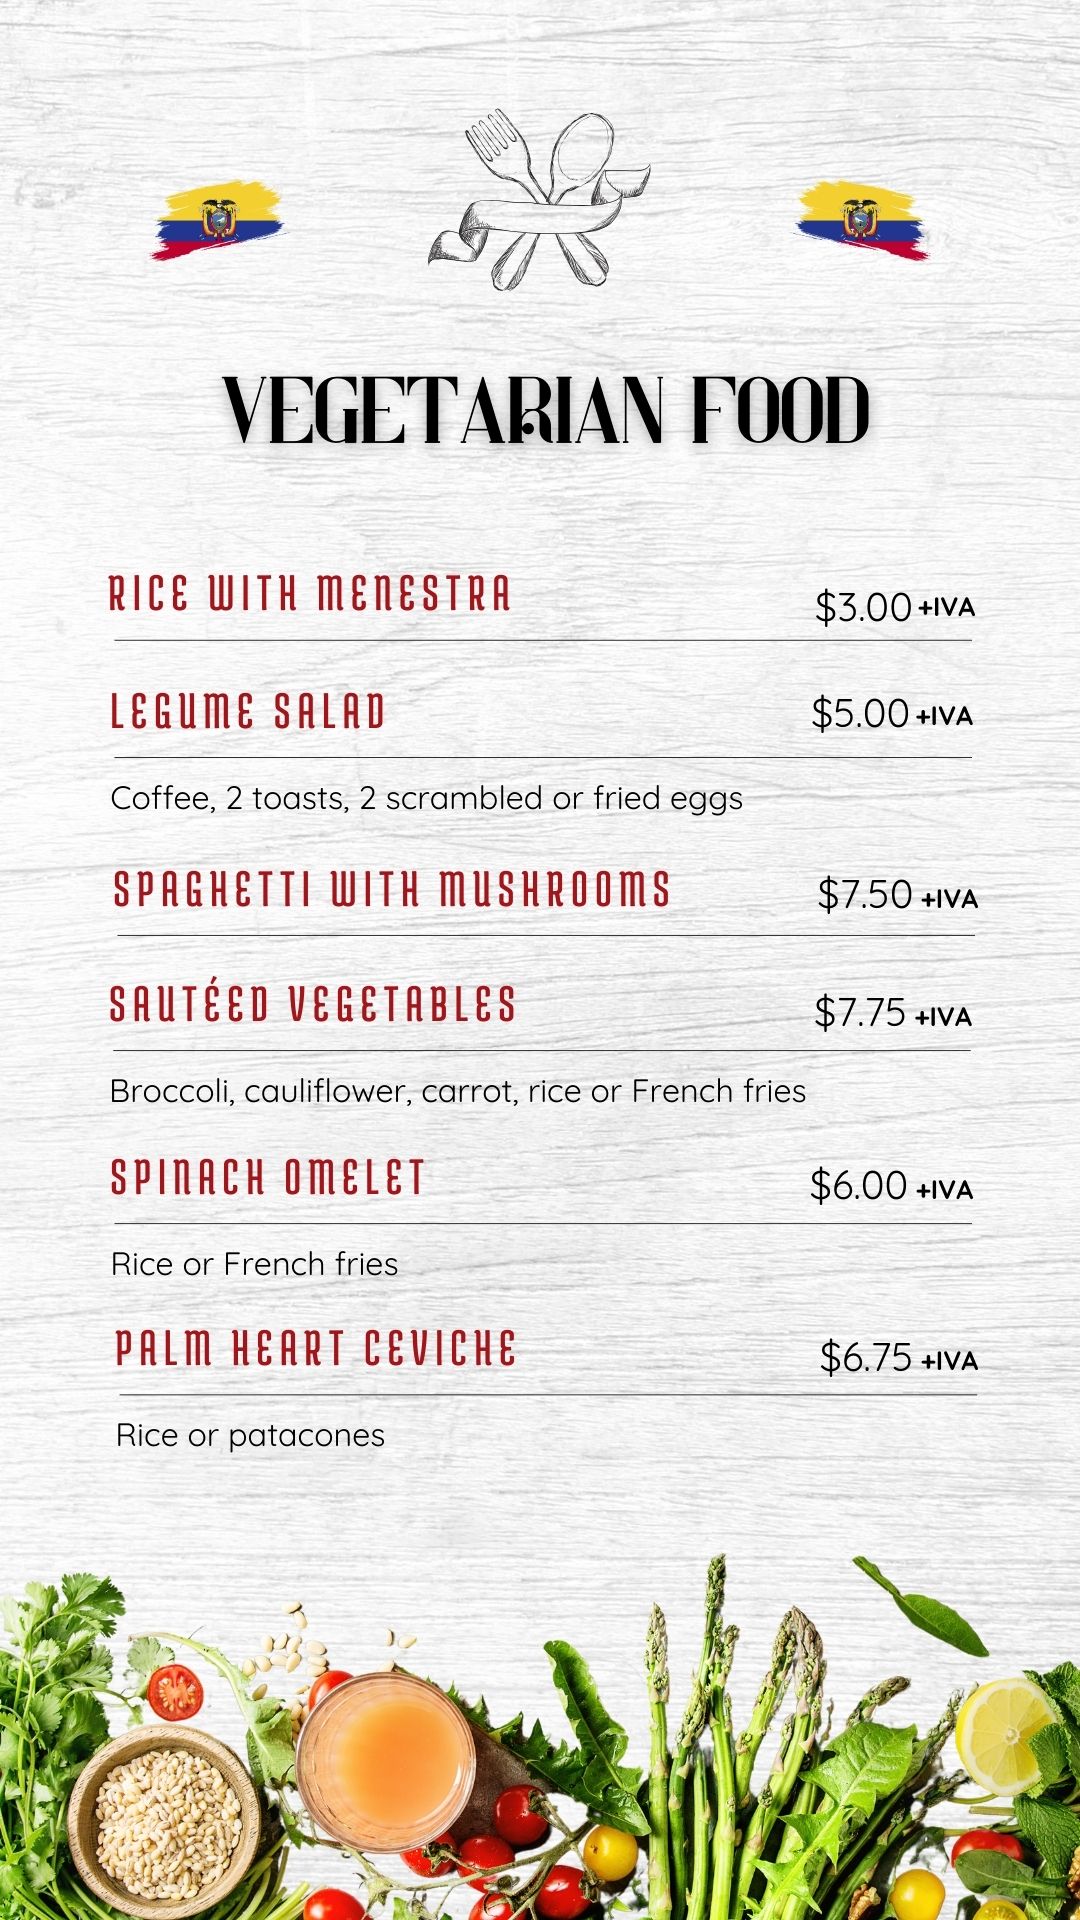 VEGETARIAN FOOD
RICE WITH MENESTRA $3.00 +IVA
LEGUME SALAD $5.00 +IVA
Coffee, 2 toasts, 2 scrambled or fried eggs
SPAGHETTI WITH MUSHROOMS $7.50 +IVA
SAUTÉED VEGETABLES $7.75 +IVA
Broccoli, cauliflower, carrot, rice or French fries
SPINACH OMELET $6.00 +IVA
Rice or French fries
PALM HEART CEVICHE $6.75 +IVA
Rice or patacones